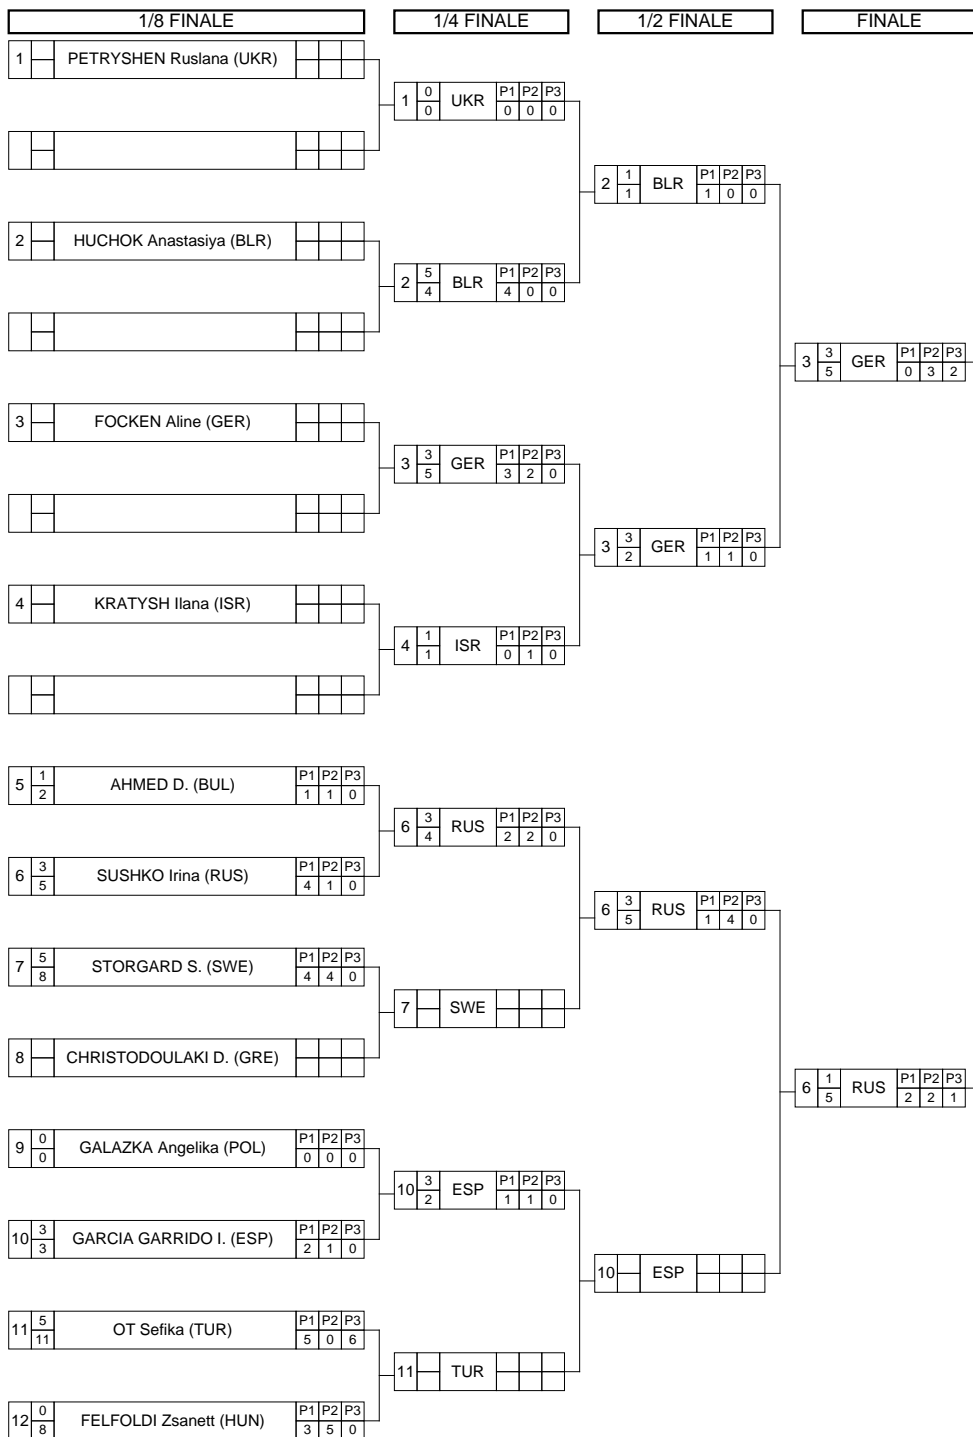 1/8 FINALE 1/4 FINALE 1/2 FINALE FINALE
1 PETRYSHEN Ruslana (UKR)
1 0 0 UKR P1 P2 P3 0 0 0
2 1 1 BLR P1 P2 P3 1 0 0
2 HUCHOK Anastasiya (BLR)
2 5 4 BLR P1 P2 P3 4 0 0
3 3 5 GER P1 P2 P3 0 3 2
3 FOCKEN Aline (GER)
3 3 5 GER P1 P2 P3 3 2 0
3 3 2 GER P1 P2 P3 1 1 0
4 KRATYSH Ilana (ISR)
4 1 1 ISR P1 P2 P3 0 1 0
5 1 2 AHMED D. (BUL) P1 P2 P3 1 1 0
6 3 4 RUS P1 P2 P3 2 2 0
6 3 5 SUSHKO Irina (RUS) P1 P2 P3 4 1 0
6 3 5 RUS P1 P2 P3 1 4 0
7 5 8 STORGARD S. (SWE) P1 P2 P3 4 4 0
7 SWE
8 CHRISTODOULAKI D. (GRE)
6 1 5 RUS P1 P2 P3 2 2 1
9 0 0 GALAZKA Angelika (POL) P1 P2 P3 0 0 0
10 3 2 ESP P1 P2 P3 1 1 0
10 3 3 GARCIA GARRIDO I. (ESP) P1 P2 P3 2 1 0
10 ESP
11 5 11 OT Sefika (TUR) P1 P2 P3 5 0 6
11 TUR
12 0 8 FELFOLDI Zsanett (HUN) P1 P2 P3 3 5 0